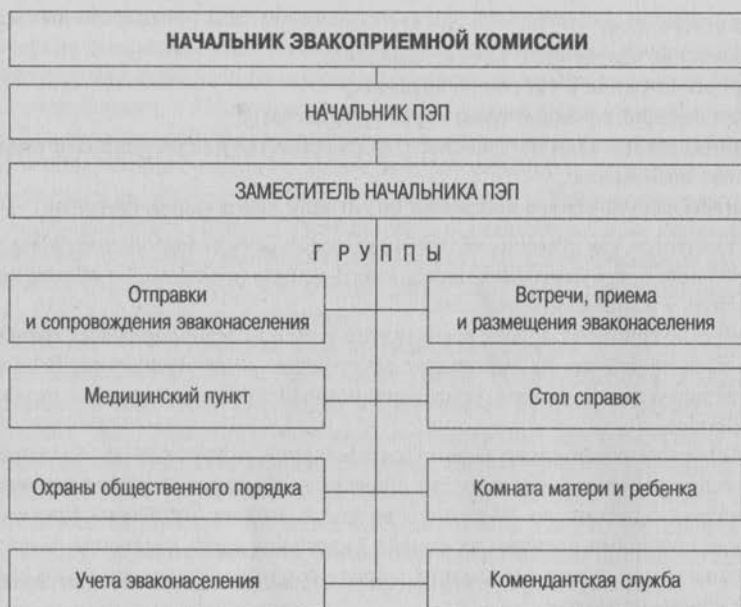 НАЧАЛЬНИК ЭВАКОПРИЕМНОЙ КОМИССИИ
НАЧАЛЬНИК ПЭП
ЗАМЕСТИТЕЛЬ НАЧАЛЬНИКА ПЭП
ГРУППЫ
Отправки
и сопровождения эваконаселения
Встречи, приема
и размещения эваконаселения
Медицинский пункт
Стол справок
Охраны общественного порядка
Комната матери и ребенка
Учета эваконаселения
Комендантская служба